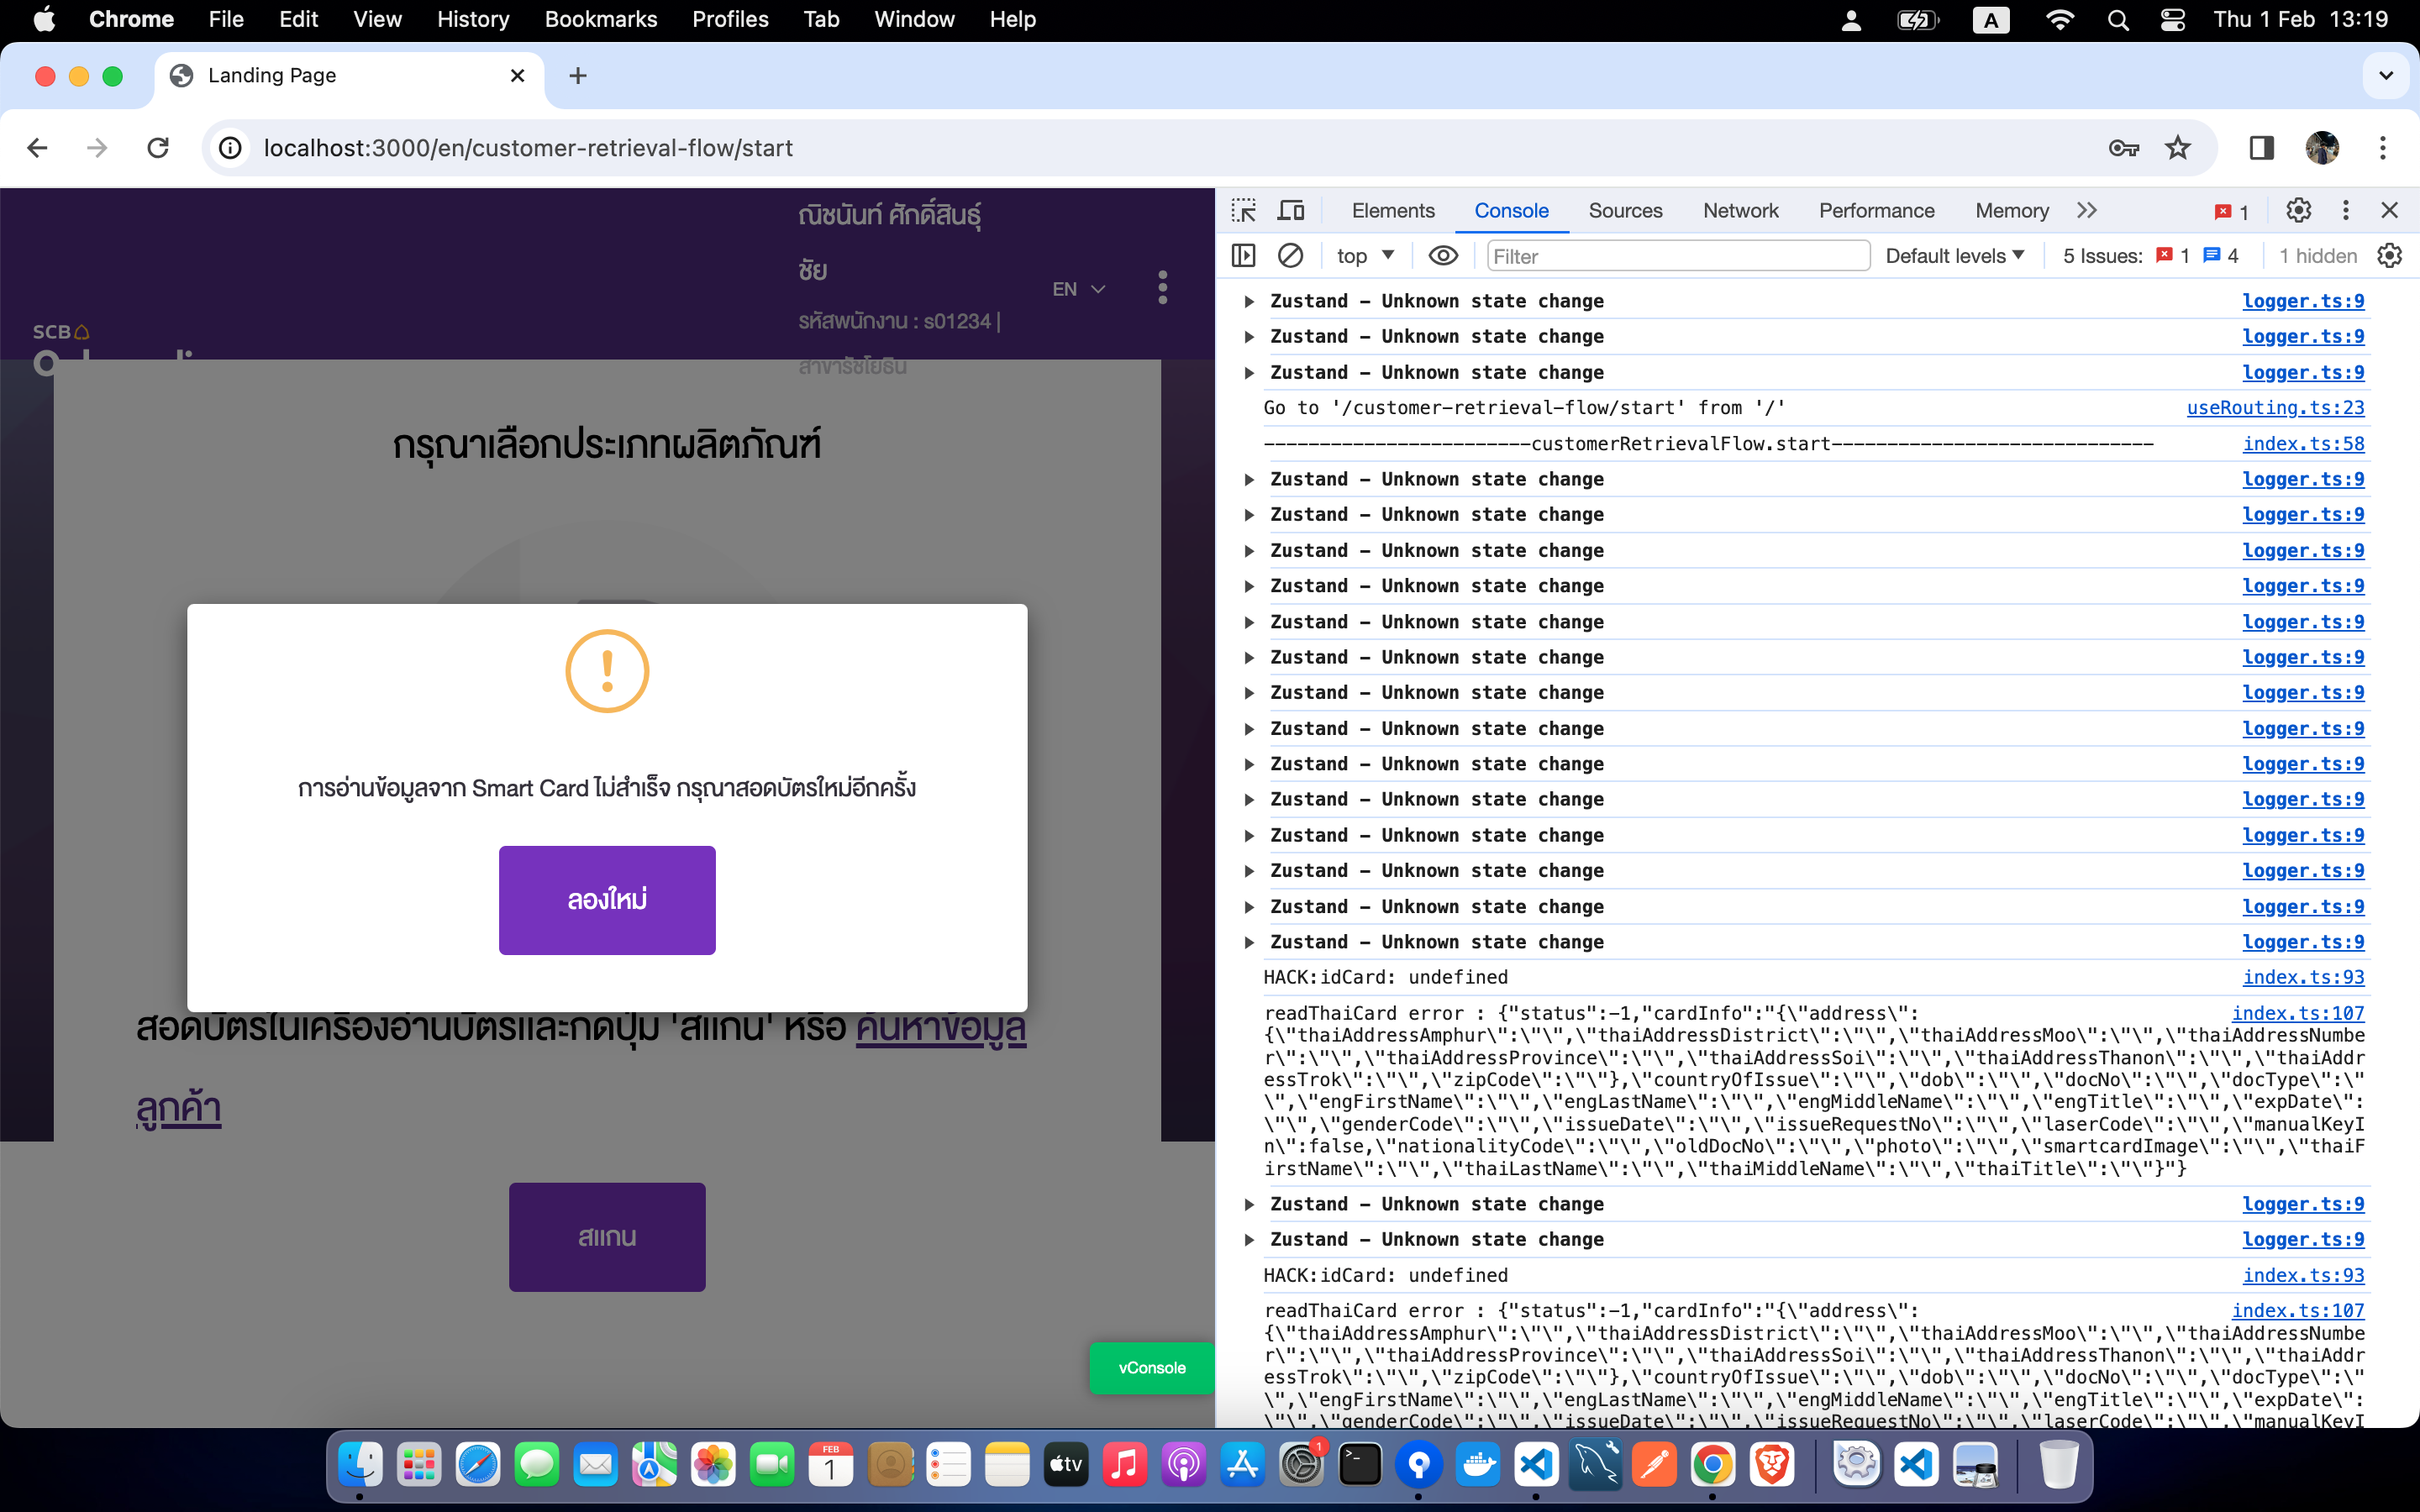 Chrome File Edit View History Bookmarks Profiles Tab Window Help A Thu 1 Feb 13:19
Landing Page
localhost:3000/en/customer-retrieval-flow/start
ณิชนันท์ ศักดิ์สินธุ์
ชัย
EN
รหัสพนักงาน : s01234 |
SCB
สาขารัชโยธิน
กรุณาเลือกประเภทผลิตภัณฑ์
การอ่านข้อมูลจาก Smart Card ไม่สำเร็จ กรุณาสอดบัตรใหม่อีกครั้ง
ลองใหม่
สอดบัตรในเครื่องอ่านบัตรและกดปุ่ม 'สแกน' หรือ ค้นหาข้อมูล
ลูกค้า
สแกน
vConsole
Elements Console Sources Network Performance Memory 1
top Filter Default levels 5 Issues: 1 4 1 hidden
Zustand – Unknown state change logger.ts:9
Zustand – Unknown state change logger.ts:9
Zustand – Unknown state change logger.ts:9
Go to '/customer-retrieval-flow/start' from '/' useRouting.ts:23
------------------------customerRetrievalFlow.start----------------------------- index.ts:58
Zustand – Unknown state change logger.ts:9
Zustand – Unknown state change logger.ts:9
Zustand – Unknown state change logger.ts:9
Zustand – Unknown state change logger.ts:9
Zustand – Unknown state change logger.ts:9
Zustand – Unknown state change logger.ts:9
Zustand – Unknown state change logger.ts:9
Zustand – Unknown state change logger.ts:9
Zustand – Unknown state change logger.ts:9
Zustand – Unknown state change logger.ts:9
Zustand – Unknown state change logger.ts:9
Zustand – Unknown state change logger.ts:9
Zustand – Unknown state change logger.ts:9
Zustand – Unknown state change logger.ts:9
HACK:idCard: undefined index.ts:93
readThaiCard error : {"status":-1,"cardInfo":"{\"address\": index.ts:107
{\"thaiAddressAmphur\":\"\",\"thaiAddressDistrict\":\"\",\"thaiAddressMoo\":\"\",\"thaiAddressNumbe
r\":\"\",\"thaiAddressProvince\":\"\",\"thaiAddressSoi\":\"\",\"thaiAddressThanon\":\"\",\"thaiAddr
essTrok\":\"\",\"zipCode\":\"\"},\"countryOfIssue\":\"\",\"dob\":\"\",\"docNo\":\"\",\"docType\":\"
\",\"engFirstName\":\"\",\"engLastName\":\"\",\"engMiddleName\":\"\",\"engTitle\":\"\",\"expDate\":
\"\",\"genderCode\":\"\",\"issueDate\":\"\",\"issueRequestNo\":\"\",\"laserCode\":\"\",\"manualKeyI
n\":false,\"nationalityCode\":\"\",\"oldDocNo\":\"\",\"photo\":\"\",\"smartcardImage\":\"\",\"thaiF
irstName\":\"\",\"thaiLastName\":\"\",\"thaiMiddleName\":\"\",\"thaiTitle\":\"\"}"}
Zustand – Unknown state change logger.ts:9
Zustand – Unknown state change logger.ts:9
HACK:idCard: undefined index.ts:93
readThaiCard error : {"status":-1,"cardInfo":"{\"address\": index.ts:107
{\"thaiAddressAmphur\":\"\",\"thaiAddressDistrict\":\"\",\"thaiAddressMoo\":\"\",\"thaiAddressNumbe
r\":\"\",\"thaiAddressProvince\":\"\",\"thaiAddressSoi\":\"\",\"thaiAddressThanon\":\"\",\"thaiAddr
essTrok\":\"\",\"zipCode\":\"\"},\"countryOfIssue\":\"\",\"dob\":\"\",\"docNo\":\"\",\"docType\":\"
\",\"engFirstName\":\"\",\"engLastName\":\"\",\"engMiddleName\":\"\",\"engTitle\":\"\",\"expDate\":
\"\",\"genderCode\":\"\",\"issueDate\":\"\",\"issueRequestNo\":\"\",\"laserCode\":\"\",\"manualKeyI
FEB
1
tv
1